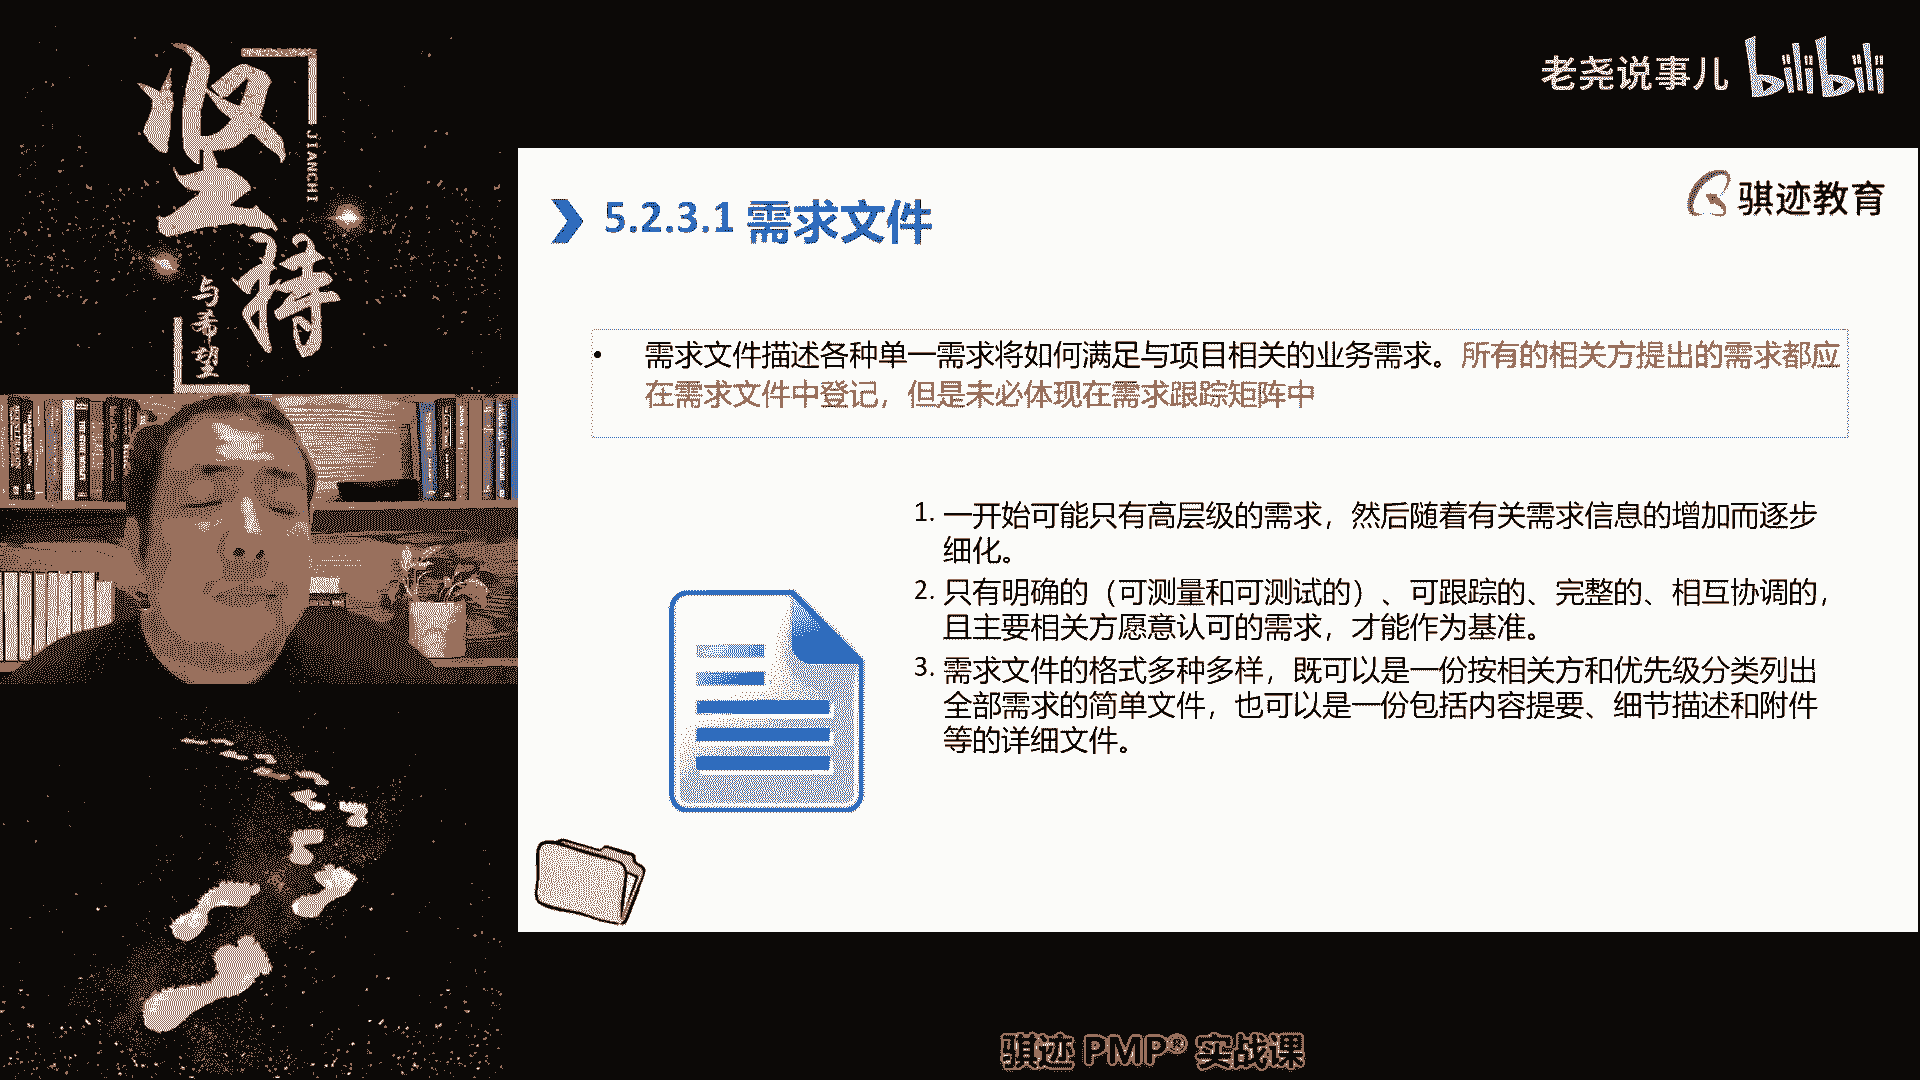 坚持
JIANCHI
与希望
老尧说事儿 bilibili
骐迹教育
5.2.3.1 需求文件
• 需求文件描述各种单一需求将如何满足与项目相关的业务需求。所有的相关方提出的需求都应
在需求文件中登记，但是未必体现在需求跟踪矩阵中
1. 一开始可能只有高层级的需求，然后随着有关需求信息的增加而逐步
细化。
2. 只有明确的（可测量和可测试的）、可跟踪的、完整的、相互协调的，
且主要相关方愿意认可的需求，才能作为基准。
3. 需求文件的格式多种多样，既可以是一份按相关方和优先级分类列出
全部需求的简单文件，也可以是一份包括内容提要、细节描述和附件
等的详细文件。
骐迹 PMP® 实战课